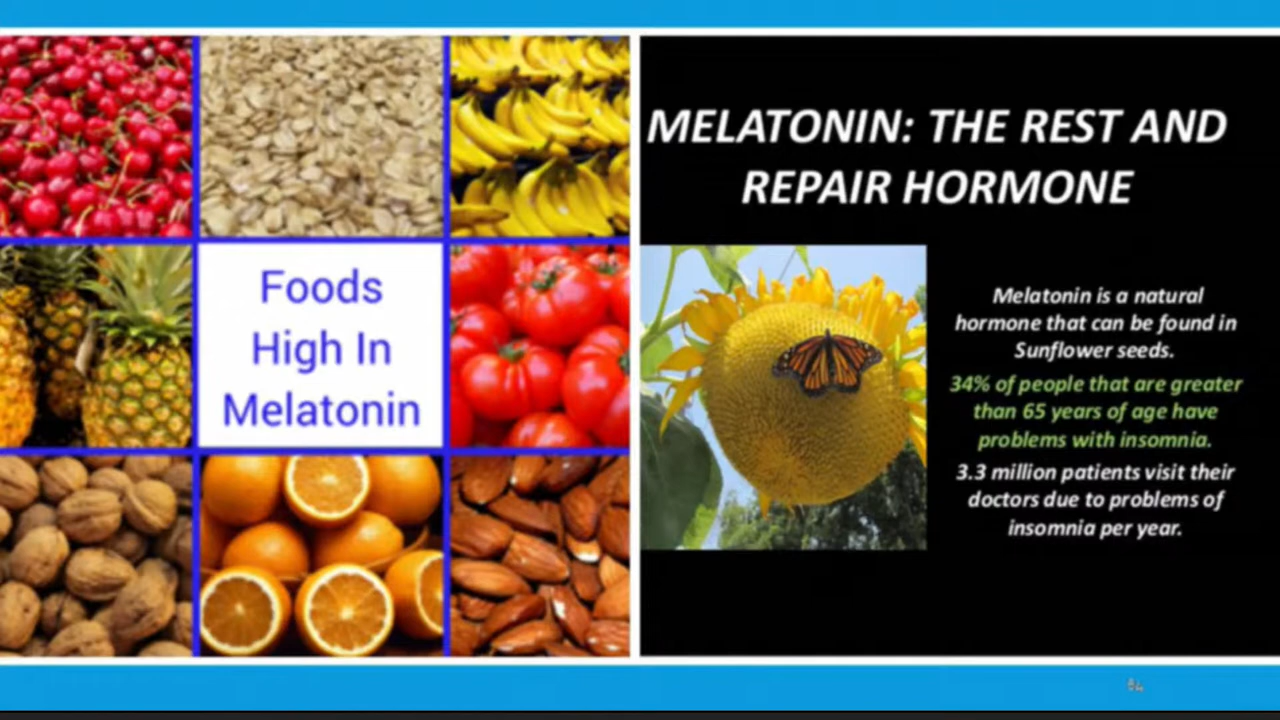 Foods
High In
Melatonin
MELATONIN: THE REST AND
REPAIR HORMONE
Melatonin is a natural
hormone that can be found in
Sunflower seeds.
34% of people that are greater
than 65 years of age have
problems with insomnia.
3.3 million patients visit their
doctors due to problems of
insomnia per year.